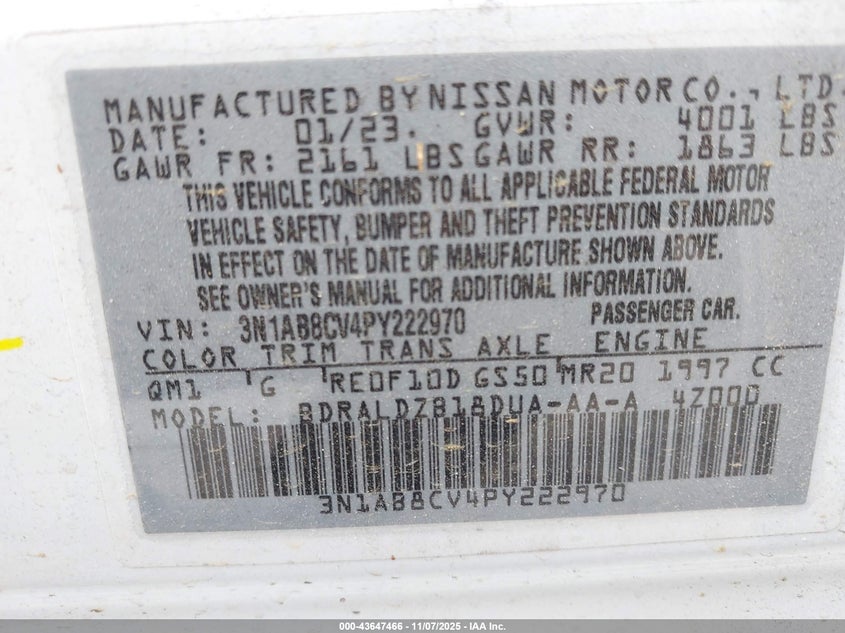 MANUFACTURED BY NISSAN MOTOR CO., LTD.
DATE: 01/23. GVWR: 4001 LBS
GAWR FR: 2161 LBS GAWR RR: 1863 LBS
THIS VEHICLE CONFORMS TO ALL APPLICABLE FEDERAL MOTOR
VEHICLE SAFETY, BUMPER AND THEFT PREVENTION STANDARDS
IN EFFECT ON THE DATE OF MANUFACTURE SHOWN ABOVE.
SEE OWNER'S MANUAL FOR ADDITIONAL INFORMATION.
VIN: 3N1AB8CV4PY222970 PASSENGER CAR.
COLOR TRIM TRANS AXLE ENGINE
QM1 G RE0F10D GS50 MR20 1997 CC
MODEL: BDRALDZB18DUA-AA-A 4Z000
3N1AB8CV4PY222970
000-43647466 | 11/07/2025 - IAA Inc. | © Copyright IAA, Inc.